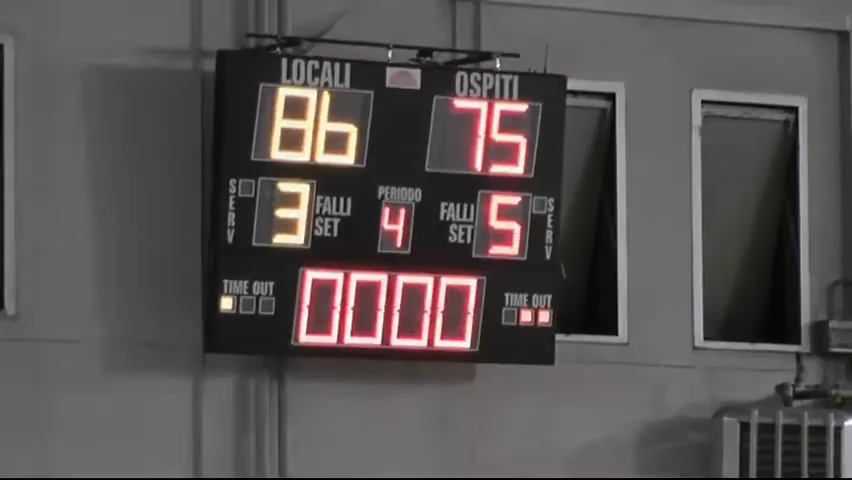 LOCALI OSPITI
86 75
SERV 3 FALLI SET PERIODO 4 FALLI SET 5 SERV
TIME OUT 0000 TIME OUT